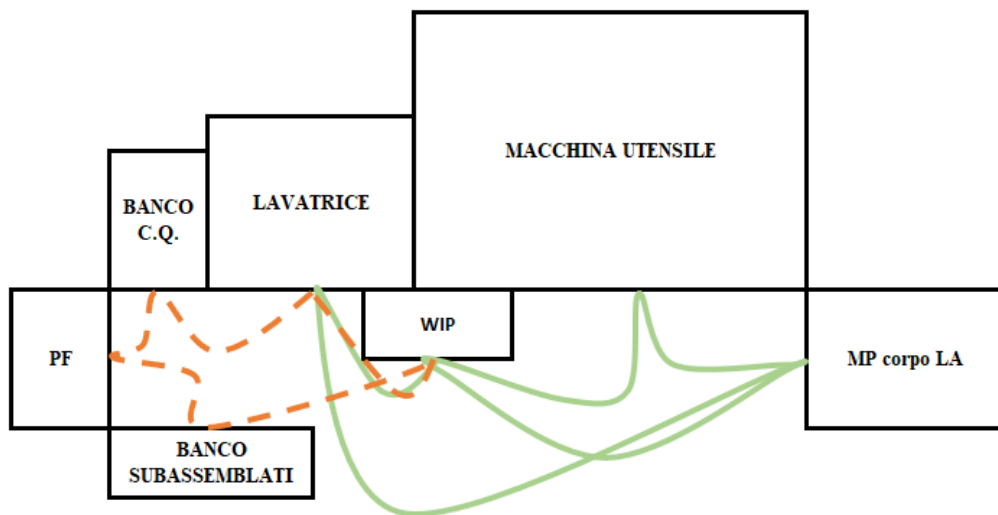 MACCHINA UTENSILE
BANCO
C.Q.
LAVATRICE
PF
WIP
MP corpo LA
BANCO
SUBASSEMBLATI